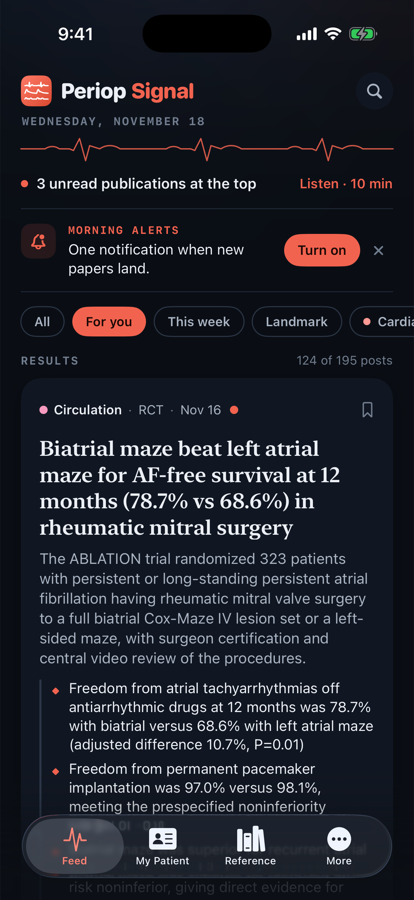 9:41
Periop Signal
WEDNESDAY, NOVEMBER 18
3 unread publications at the top
Listen · 10 min
MORNING ALERTS
One notification when new
papers land.
Turn on
All
For you
This week
Landmark
Cardia
RESULTS
124 of 195 posts
Circulation · RCT · Nov 16
Biatrial maze beat left atrial
maze for AF-free survival at 12
months (78.7% vs 68.6%) in
rheumatic mitral surgery
The ABLATION trial randomized 323 patients
with persistent or long-standing persistent atrial
fibrillation having rheumatic mitral valve surgery
to a full biatrial Cox-Maze IV lesion set or a left-
sided maze, with surgeon certification and
central video review of the procedures.
Freedom from atrial tachyarrhythmias off
antiarrhythmic drugs at 12 months was 78.7%
with biatrial versus 68.6% with left atrial maze
(adjusted difference 10.7%, P=0.01)
Freedom from permanent pacemaker
implantation was 97.0% versus 98.1%,
meeting the prespecified noninferiority
Feed
My Patient
Reference
More
risk noninferior, giving direct evidence for